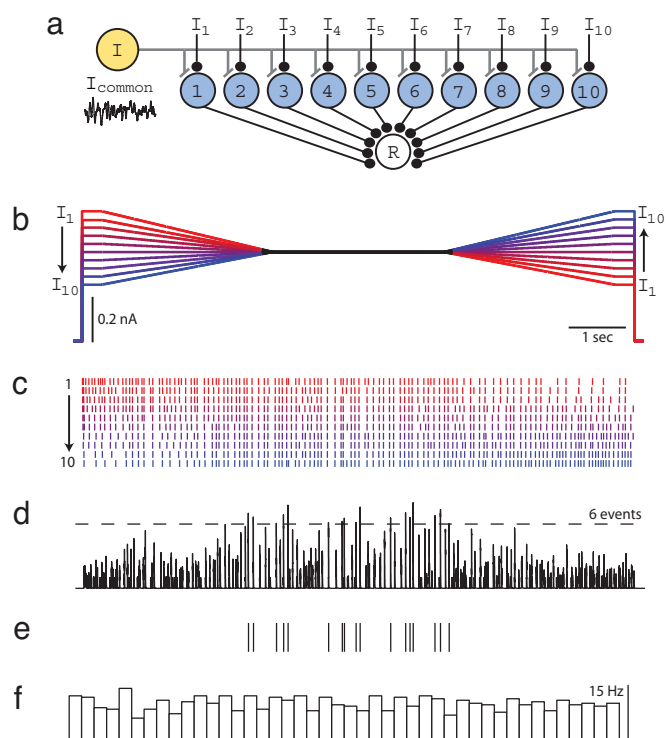 a
I
I1 I2 I3 I4 I5 I6 I7 I8 I9 I10
Icommon
1 2 3 4 5 6 7 8 9 10
R
b
I1
I10
0.2 nA
I10
I1
1 sec
c
1
10
d
6 events
e
f
15 Hz